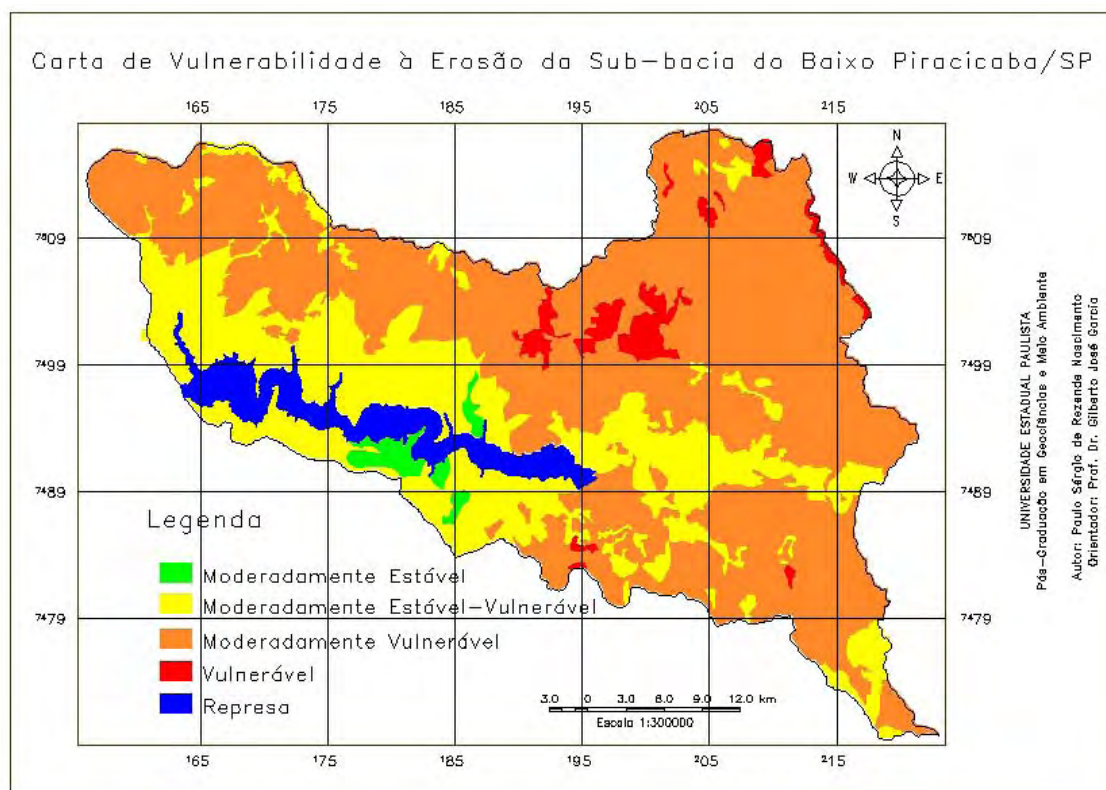 Carta de Vulnerabilidade à Erosão da Sub-bacia do Baixo Piracicaba/SP
165 175 185 195 205 215
N
W E
S
7509 7509
7499 7499
7489 7489
7479 7479
Legenda
Moderadamente Estável
Moderadamente Estável-Vulnerável
Moderadamente Vulnerável
Vulnerável
Represa
3.0 0 3.0 6.0 9.0 12.0 km
Escala 1:300000
165 175 185 195 205 215
UNIVERSIDADE ESTADUAL PAULISTA
Pós-Graduação em Geociências e Meio Ambiente
Autor: Paulo Sérgio de Rezende Nascimento
Orientador: Prof. Dr. Gilberto José Garcia